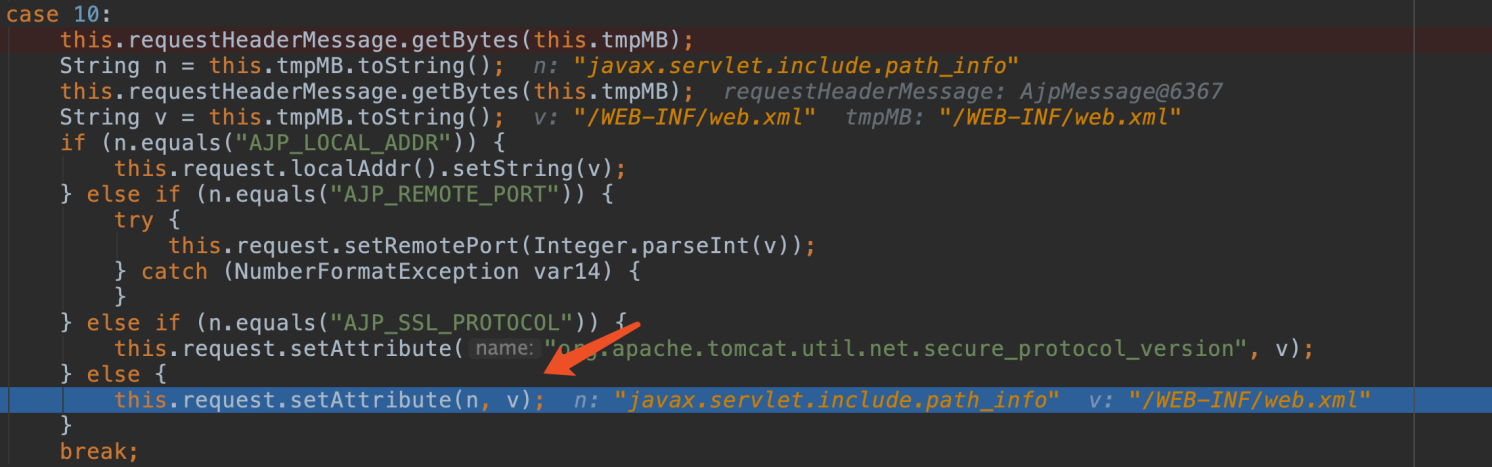 case 10:
this.requestHeaderMessage.getBytes(this.tmpMB);
String n = this.tmpMB.toString(); n: "javax.servlet.include.path_info"
this.requestHeaderMessage.getBytes(this.tmpMB); requestHeaderMessage: AjpMessage@6367
String v = this.tmpMB.toString(); v: "/WEB-INF/web.xml" tmpMB: "/WEB-INF/web.xml"
if (n.equals("AJP_LOCAL_ADDR")) {
this.request.localAddr().setString(v);
} else if (n.equals("AJP_REMOTE_PORT")) {
try {
this.request.setRemotePort(Integer.parseInt(v));
} catch (NumberFormatException var14) {
}
} else if (n.equals("AJP_SSL_PROTOCOL")) {
this.request.setAttribute( name: "org.apache.tomcat.util.net.secure_protocol_version", v);
} else {
this.request.setAttribute(n, v); n: "javax.servlet.include.path_info" v: "/WEB-INF/web.xml"
}
break;